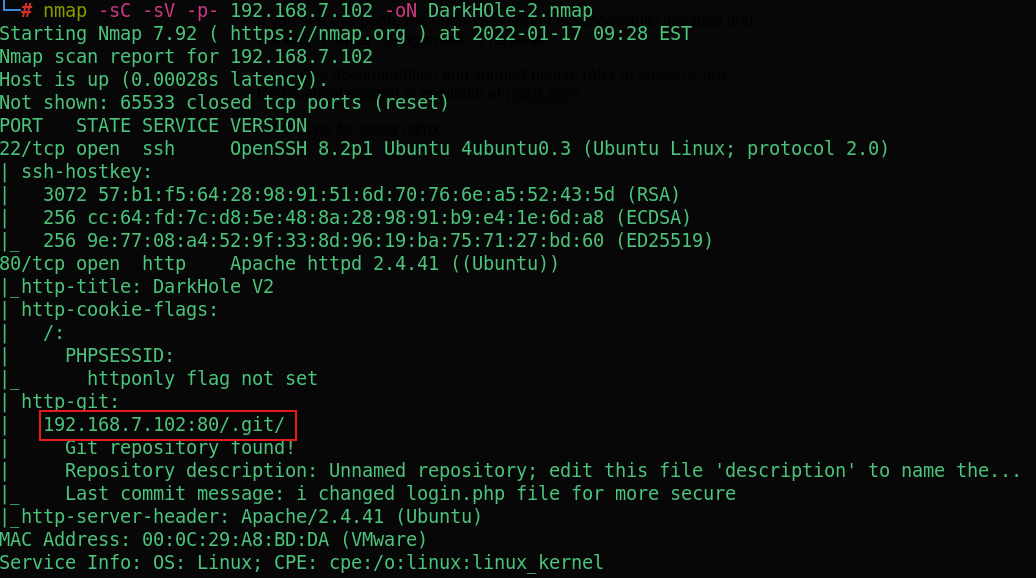 # nmap -sC -sV -p- 192.168.7.102 -oN DarkHOle-2.nmap
Starting Nmap 7.92 ( https://nmap.org ) at 2022-01-17 09:28 EST
Nmap scan report for 192.168.7.102
Host is up (0.00028s latency).
Not shown: 65533 closed tcp ports (reset)
PORT   STATE SERVICE VERSION
22/tcp open  ssh     OpenSSH 8.2p1 Ubuntu 4ubuntu0.3 (Ubuntu Linux; protocol 2.0)
| ssh-hostkey:
|   3072 57:b1:f5:64:28:98:91:51:6d:70:76:6e:a5:52:43:5d (RSA)
|   256 cc:64:fd:7c:d8:5e:48:8a:28:98:91:b9:e4:1e:6d:a8 (ECDSA)
|_  256 9e:77:08:a4:52:9f:33:8d:96:19:ba:75:71:27:bd:60 (ED25519)
80/tcp open  http    Apache httpd 2.4.41 ((Ubuntu))
|_http-title: DarkHole V2
| http-cookie-flags:
|   /:
|     PHPSESSID:
|_      httponly flag not set
| http-git:
|   192.168.7.102:80/.git/
|     Git repository found!
|     Repository description: Unnamed repository; edit this file 'description' to name the...
|_    Last commit message: i changed login.php file for more secure
|_http-server-header: Apache/2.4.41 (Ubuntu)
MAC Address: 00:0C:29:A8:BD:DA (VMware)
Service Info: OS: Linux; CPE: cpe:/o:linux:linux_kernel